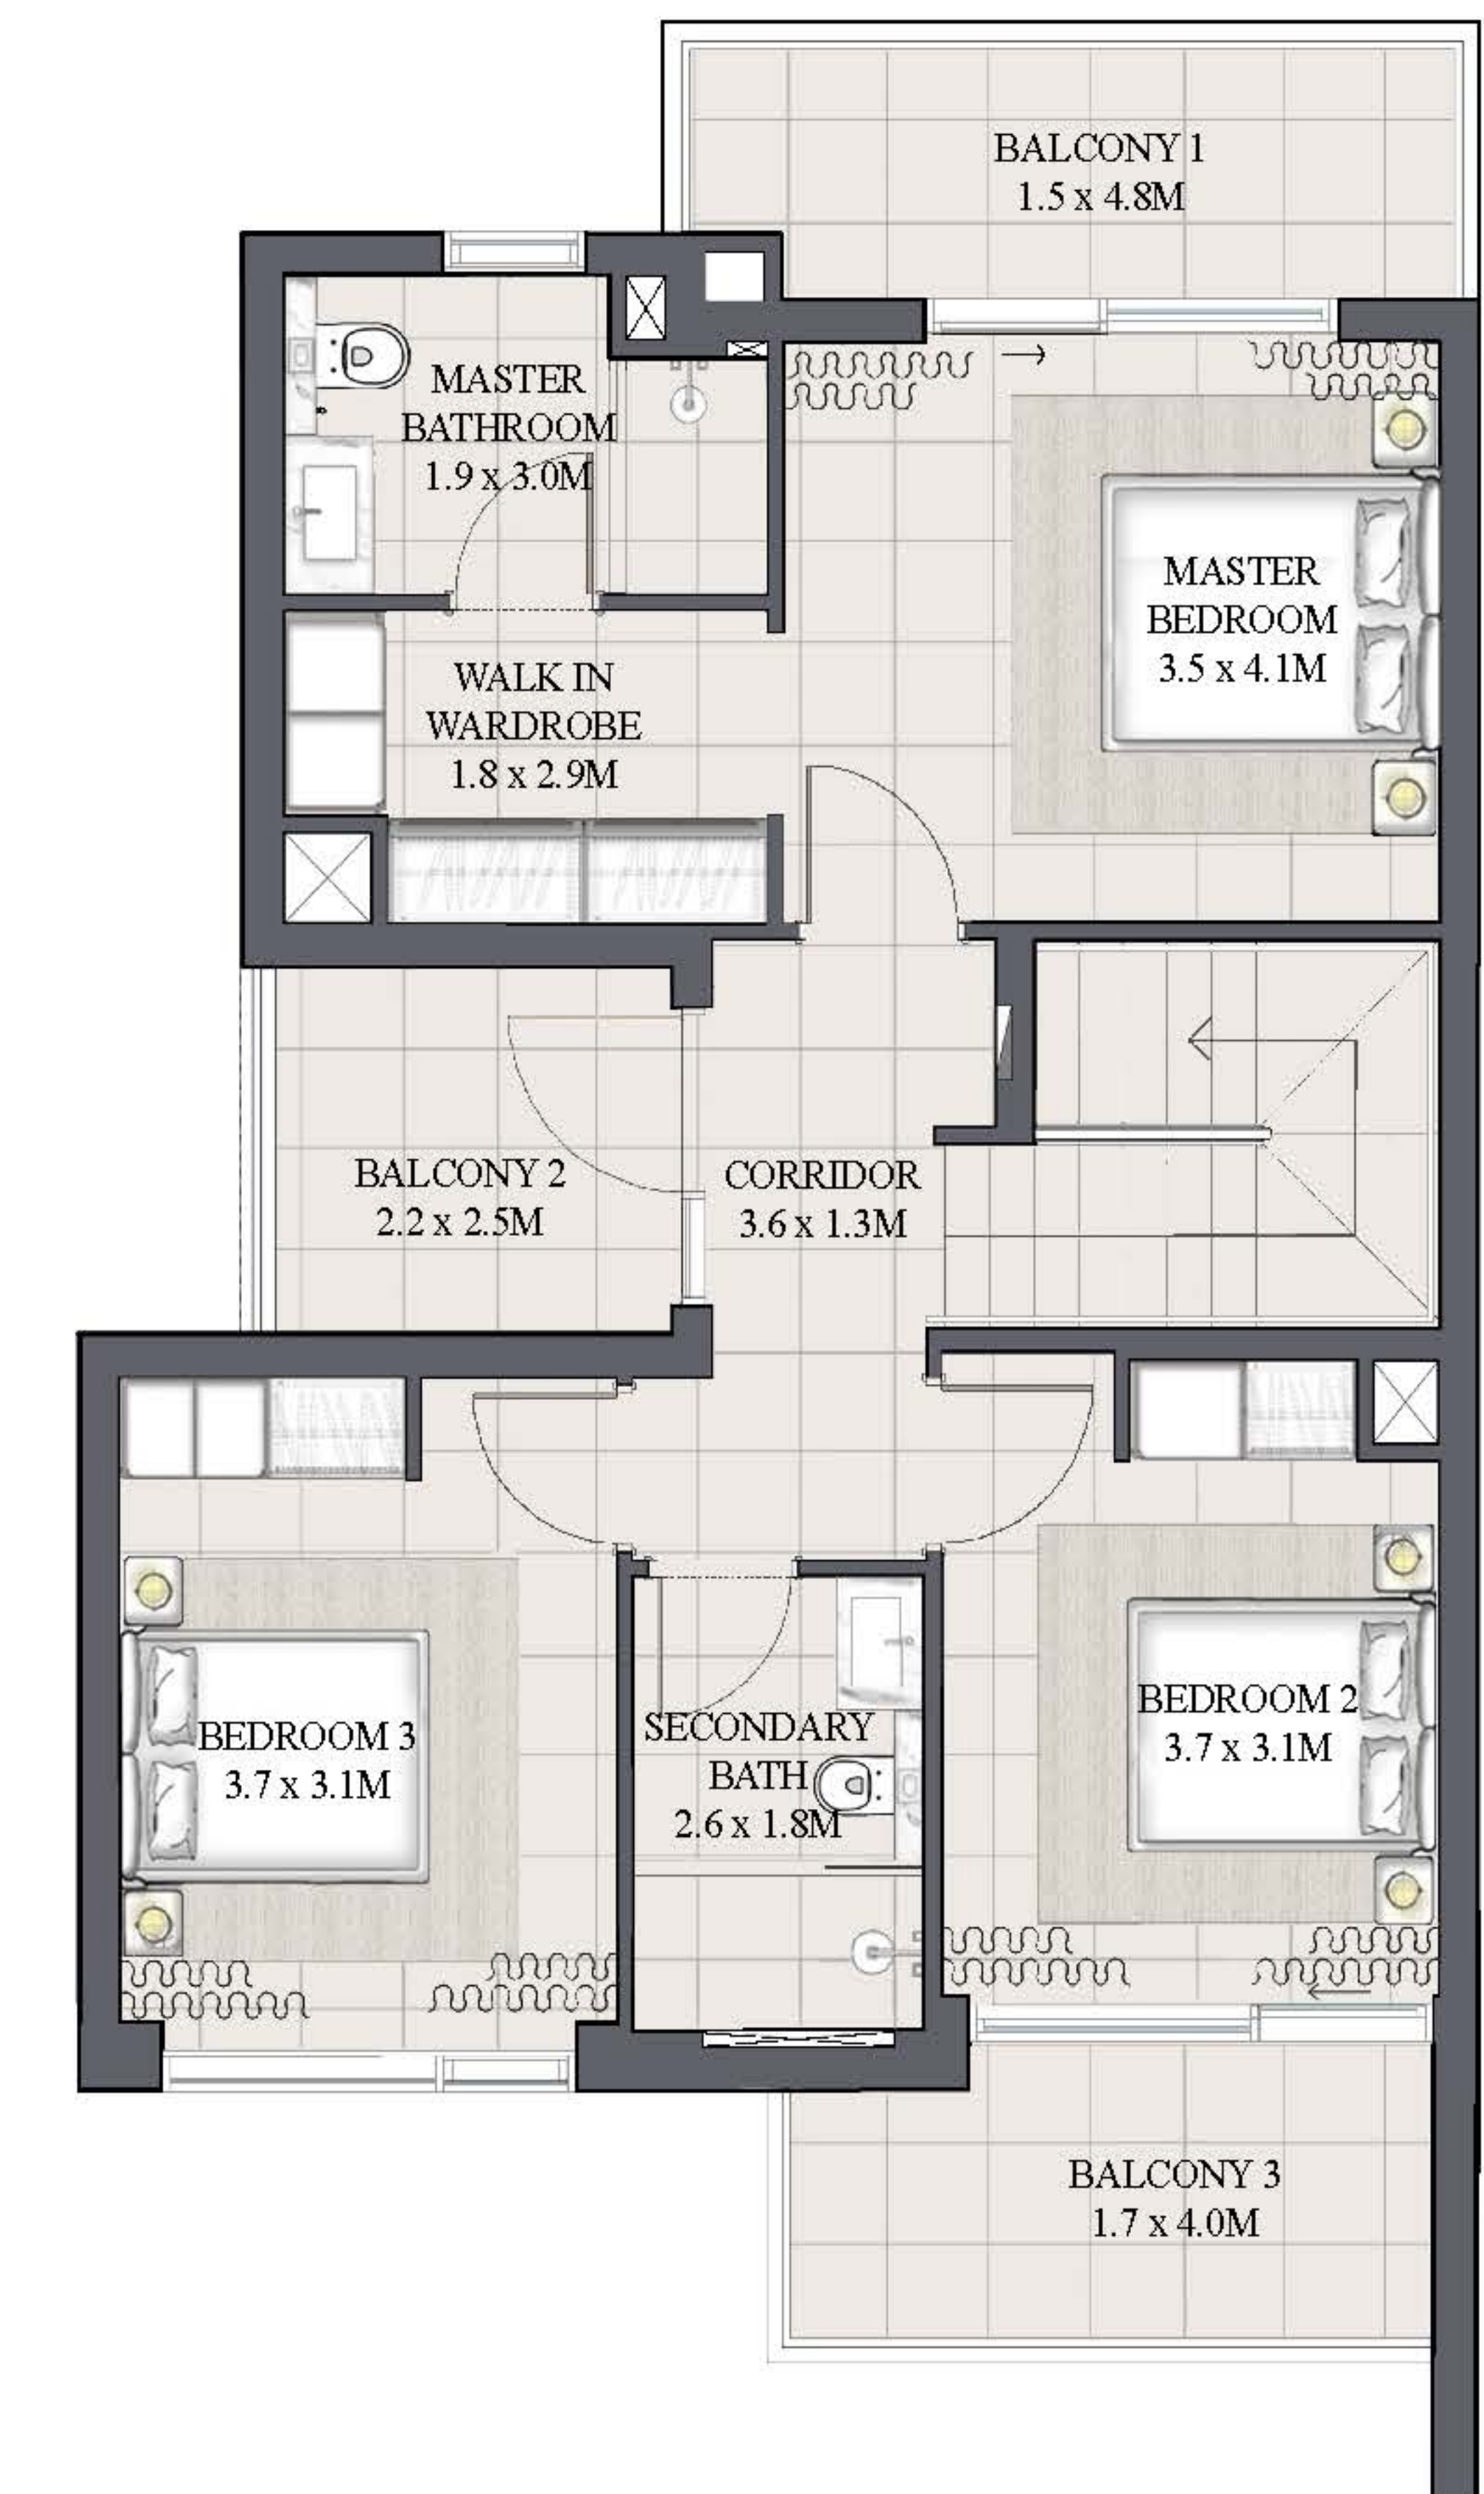 BALCONY 1
1.5 x 4.8M
MASTER
BATHROOM
1.9 x 3.0M
MASTER
BEDROOM
3.5 x 4.1M
WALK IN
WARDROBE
1.8 x 2.9M
BALCONY 2
2.2 x 2.5M
CORRIDOR
3.6 x 1.3M
BEDROOM 3
3.7 x 3.1M
SECONDARY
BATH
2.6 x 1.8M
BEDROOM 2
3.7 x 3.1M
BALCONY 3
1.7 x 4.0M